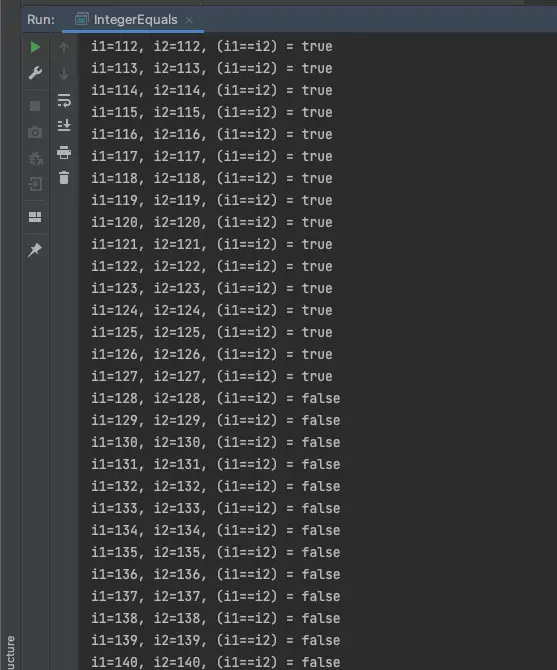 Run: IntegerEquals
i1=112, i2=112, (i1==i2) = true
i1=113, i2=113, (i1==i2) = true
i1=114, i2=114, (i1==i2) = true
i1=115, i2=115, (i1==i2) = true
i1=116, i2=116, (i1==i2) = true
i1=117, i2=117, (i1==i2) = true
i1=118, i2=118, (i1==i2) = true
i1=119, i2=119, (i1==i2) = true
i1=120, i2=120, (i1==i2) = true
i1=121, i2=121, (i1==i2) = true
i1=122, i2=122, (i1==i2) = true
i1=123, i2=123, (i1==i2) = true
i1=124, i2=124, (i1==i2) = true
i1=125, i2=125, (i1==i2) = true
i1=126, i2=126, (i1==i2) = true
i1=127, i2=127, (i1==i2) = true
i1=128, i2=128, (i1==i2) = false
i1=129, i2=129, (i1==i2) = false
i1=130, i2=130, (i1==i2) = false
i1=131, i2=131, (i1==i2) = false
i1=132, i2=132, (i1==i2) = false
i1=133, i2=133, (i1==i2) = false
i1=134, i2=134, (i1==i2) = false
i1=135, i2=135, (i1==i2) = false
i1=136, i2=136, (i1==i2) = false
i1=137, i2=137, (i1==i2) = false
i1=138, i2=138, (i1==i2) = false
i1=139, i2=139, (i1==i2) = false
i1=140, i2=140, (i1==i2) = false
ucture